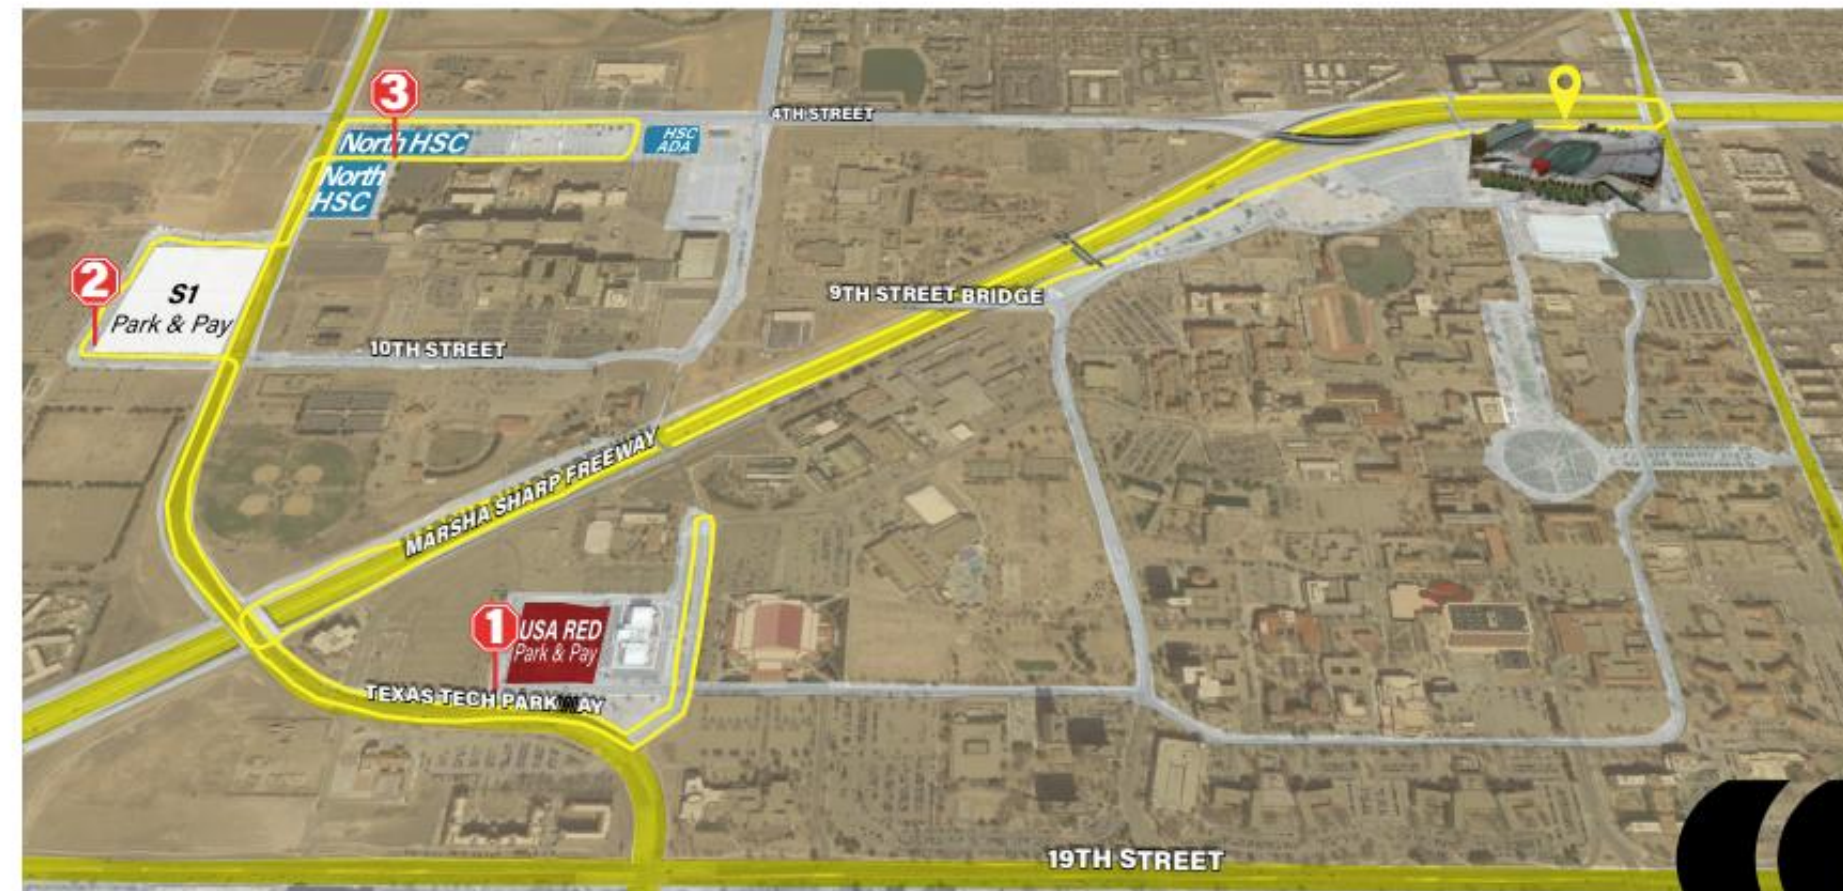 3
4TH STREET
North HSC
HSC
ADA
North
HSC
2
S1
Park & Pay
9TH STREET BRIDGE
10TH STREET
MARSHA SHARP FREEWAY
1
USA RED
Park & Pay
TEXAS TECH PARKWAY
19TH STREET